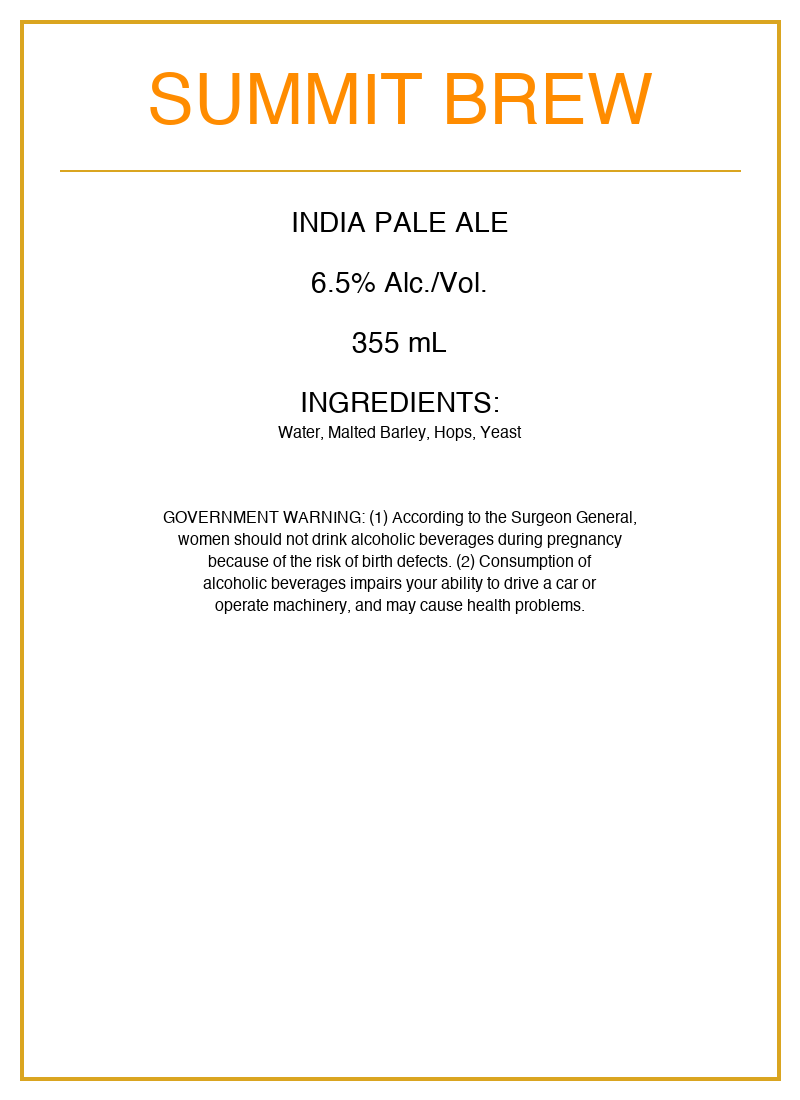 SUMMIT BREW
INDIA PALE ALE
6.5% Alc./Vol.
355 mL
INGREDIENTS:
Water, Malted Barley, Hops, Yeast
GOVERNMENT WARNING: (1) According to the Surgeon General,
women should not drink alcoholic beverages during pregnancy
because of the risk of birth defects. (2) Consumption of
alcoholic beverages impairs your ability to drive a car or
operate machinery, and may cause health problems.